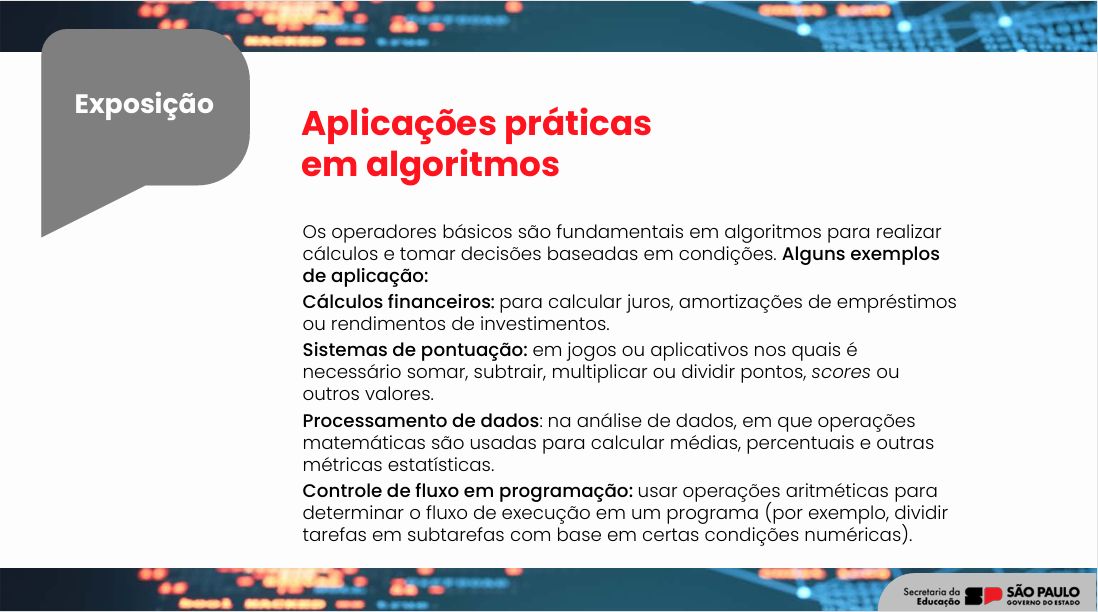 Exposição
Aplicações práticas
em algoritmos
Os operadores básicos são fundamentais em algoritmos para realizar
cálculos e tomar decisões baseadas em condições. Alguns exemplos
de aplicação:
Cálculos financeiros: para calcular juros, amortizações de empréstimos
ou rendimentos de investimentos.
Sistemas de pontuação: em jogos ou aplicativos nos quais é
necessário somar, subtrair, multiplicar ou dividir pontos, scores ou
outros valores.
Processamento de dados: na análise de dados, em que operações
matemáticas são usadas para calcular médias, percentuais e outras
métricas estatísticas.
Controle de fluxo em programação: usar operações aritméticas para
determinar o fluxo de execução em um programa (por exemplo, dividir
tarefas em subtarefas com base em certas condições numéricas).
Secretaria da
Educação
SÃO PAULO
GOVERNO DO ESTADO